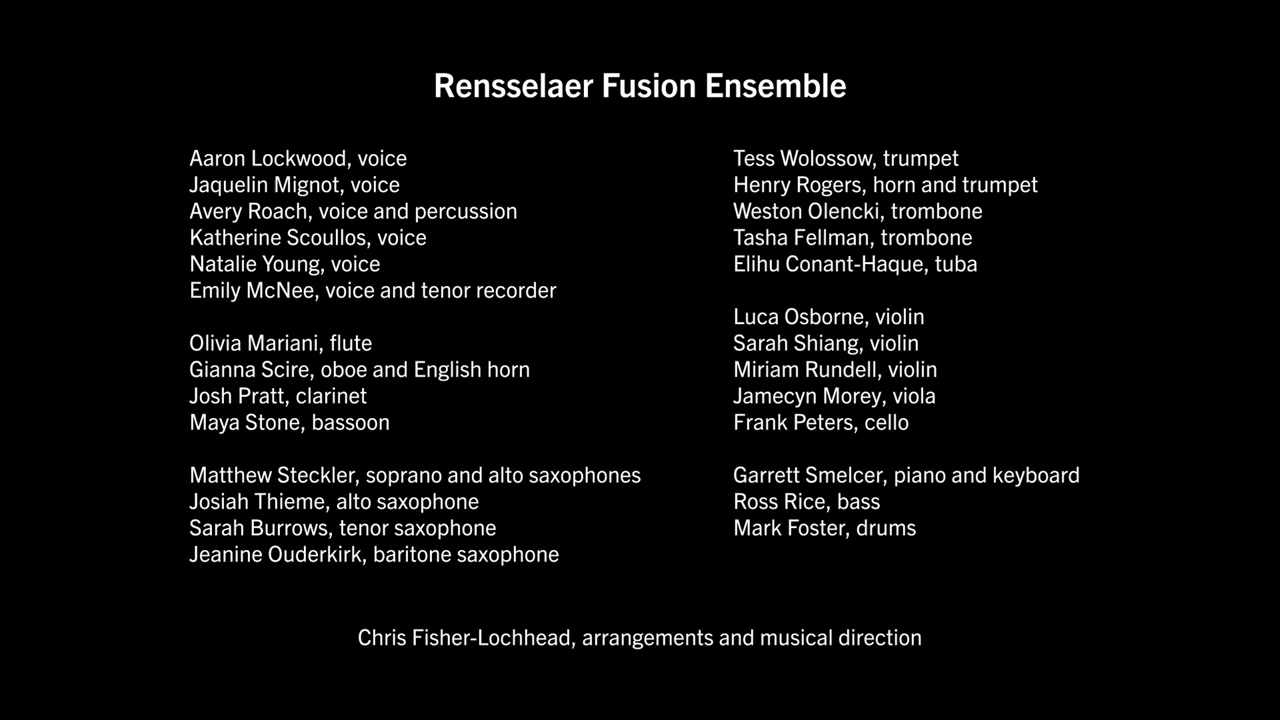 Rensselaer Fusion Ensemble
Aaron Lockwood, voice
Jaquelin Mignot, voice
Avery Roach, voice and percussion
Katherine Scoullos, voice
Natalie Young, voice
Emily McNee, voice and tenor recorder
Olivia Mariani, flute
Gianna Scire, oboe and English horn
Josh Pratt, clarinet
Maya Stone, bassoon
Matthew Steckler, soprano and alto saxophones
Josiah Thieme, alto saxophone
Sarah Burrows, tenor saxophone
Jeanine Ouderkirk, baritone saxophone
Tess Wolossow, trumpet
Henry Rogers, horn and trumpet
Weston Olencki, trombone
Tasha Fellman, trombone
Elihu Conant-Haque, tuba
Luca Osborne, violin
Sarah Shiang, violin
Miriam Rundell, violin
Jamecyn Morey, viola
Frank Peters, cello
Garrett Smelcer, piano and keyboard
Ross Rice, bass
Mark Foster, drums
Chris Fisher-Lochhead, arrangements and musical direction